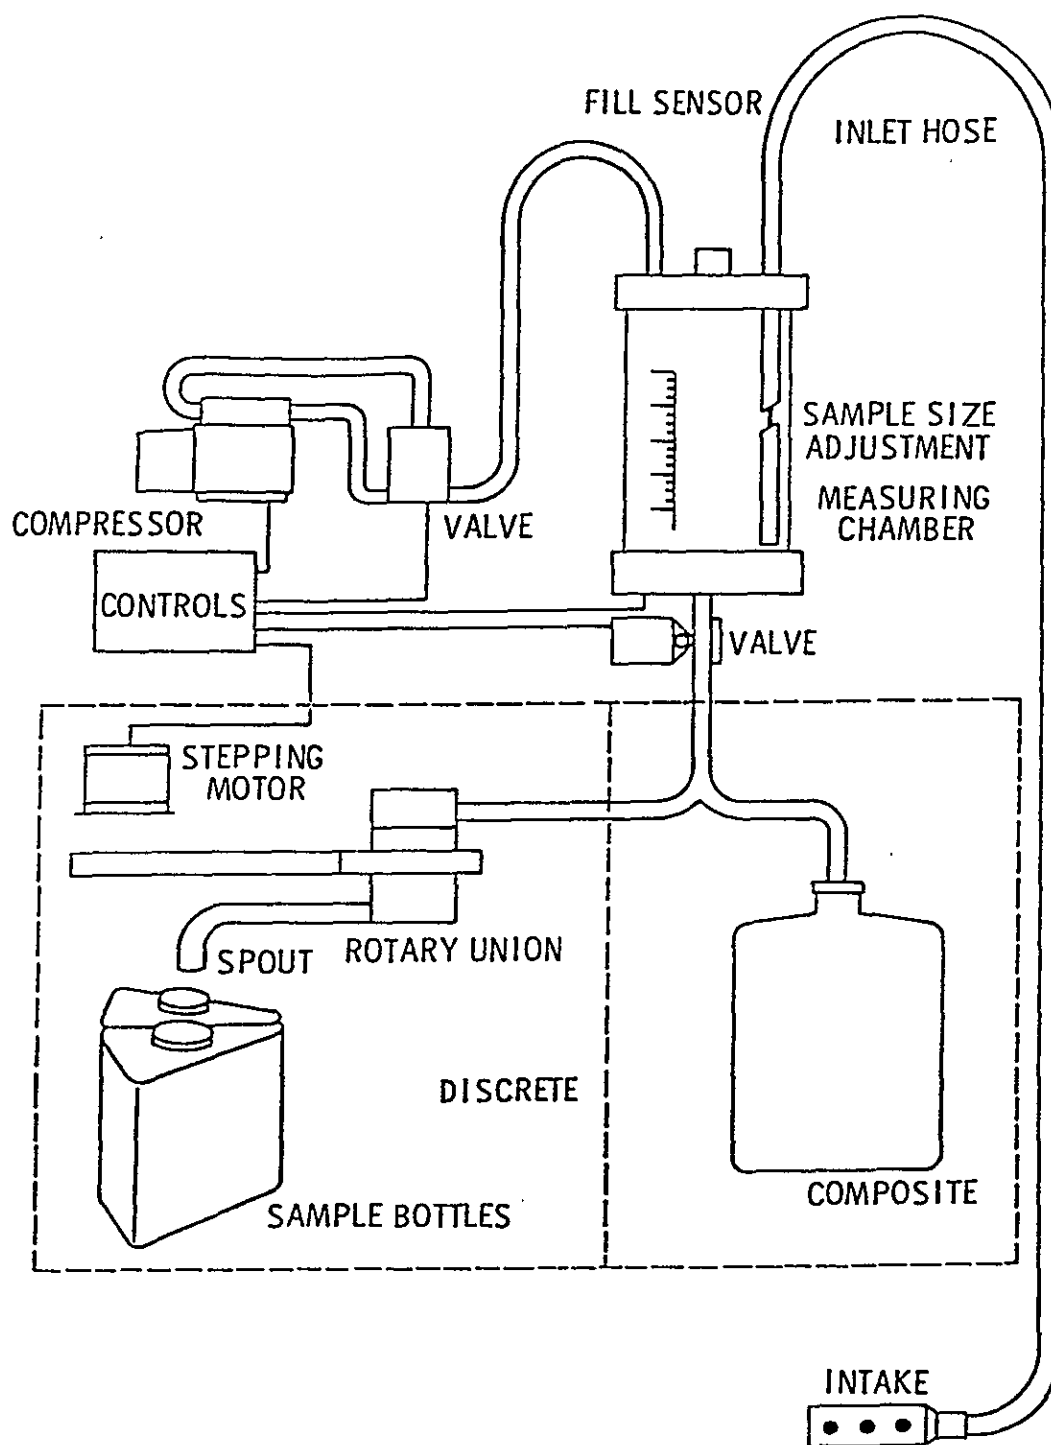 FILL SENSOR
INLET HOSE
SAMPLE SIZE
ADJUSTMENT
MEASURING
CHAMBER
COMPRESSOR
VALVE
CONTROLS
VALVE
STEPPING
MOTOR
SPOUT
ROTARY UNION
DISCRETE
SAMPLE BOTTLES
COMPOSITE
INTAKE